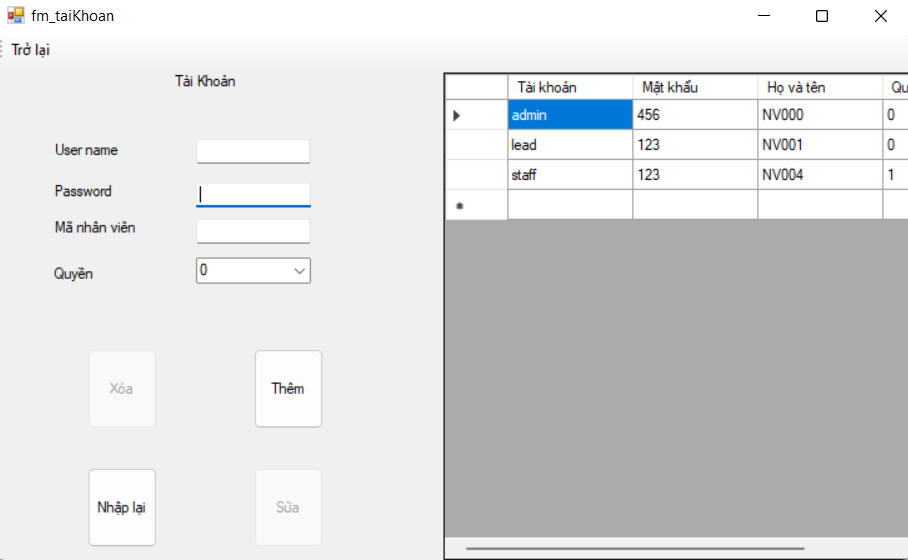 fm_taiKhoan
Trở lại
Tài Khoản
User name
Password
Mã nhân viên
Quyền
0
Xóa
Thêm
Nhập lại
Sửa
Tài khoản Mật khẩu Họ và tên Qu
admin 456 NV000 0
lead 123 NV001 0
staff 123 NV004 1